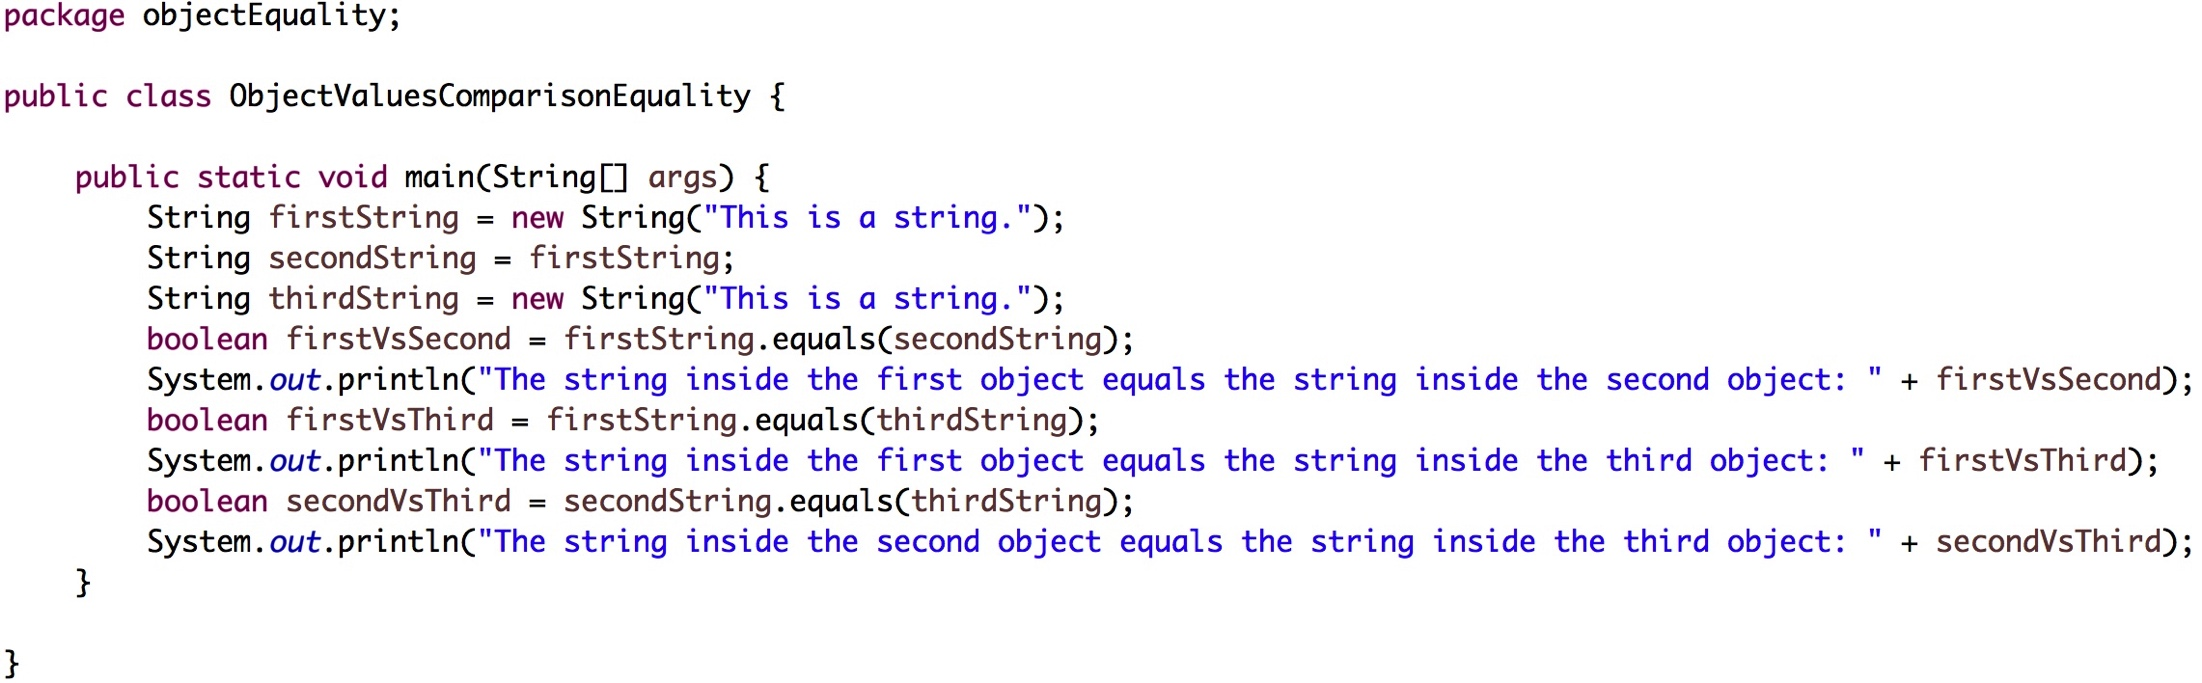 package objectEquality;
public class ObjectValuesComparisonEquality {
public static void main(String[] args) {
String firstString = new String("This is a string.");
String secondString = firstString;
String thirdString = new String("This is a string.");
boolean firstVsSecond = firstString.equals(secondString);
System.out.println("The string inside the first object equals the string inside the second object: " + firstVsSecond);
boolean firstVsThird = firstString.equals(thirdString);
System.out.println("The string inside the first object equals the string inside the third object: " + firstVsThird);
boolean secondVsThird = secondString.equals(thirdString);
System.out.println("The string inside the second object equals the string inside the third object: " + secondVsThird);
}
}